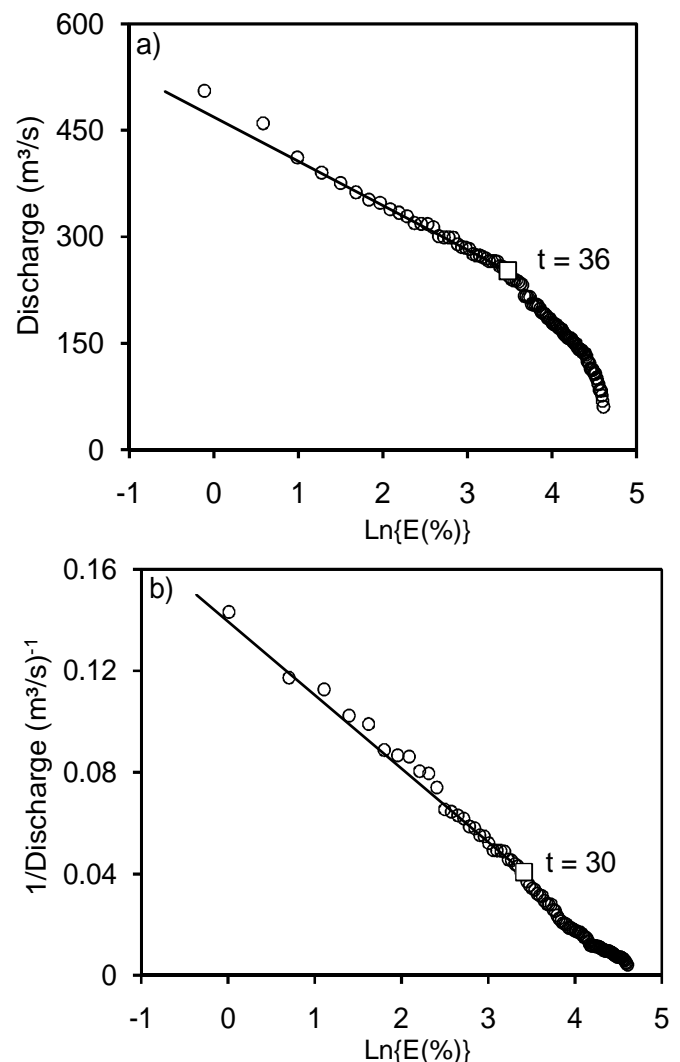 600
a)
450
300
150
0
Discharge (m³/s)
t = 36
-1 0 1 2 3 4 5
Ln{E(%)}
0.16
b)
0.12
0.08
0.04
0
1/Discharge (m³/s)-1
t = 30
-1 0 1 2 3 4 5
Ln{E(%)}